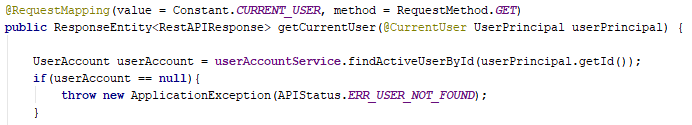 @RequestMapping(value = Constant.CURRENT_USER, method = RequestMethod.GET)
public ResponseEntity<RestAPIResponse> getCurrentUser(@CurrentUser UserPrincipal userPrincipal) {
UserAccount userAccount = userAccountService.findActiveUserById(userPrincipal.getId());
if(userAccount == null){
throw new ApplicationException(APIStatus.ERR_USER_NOT_FOUND);
}